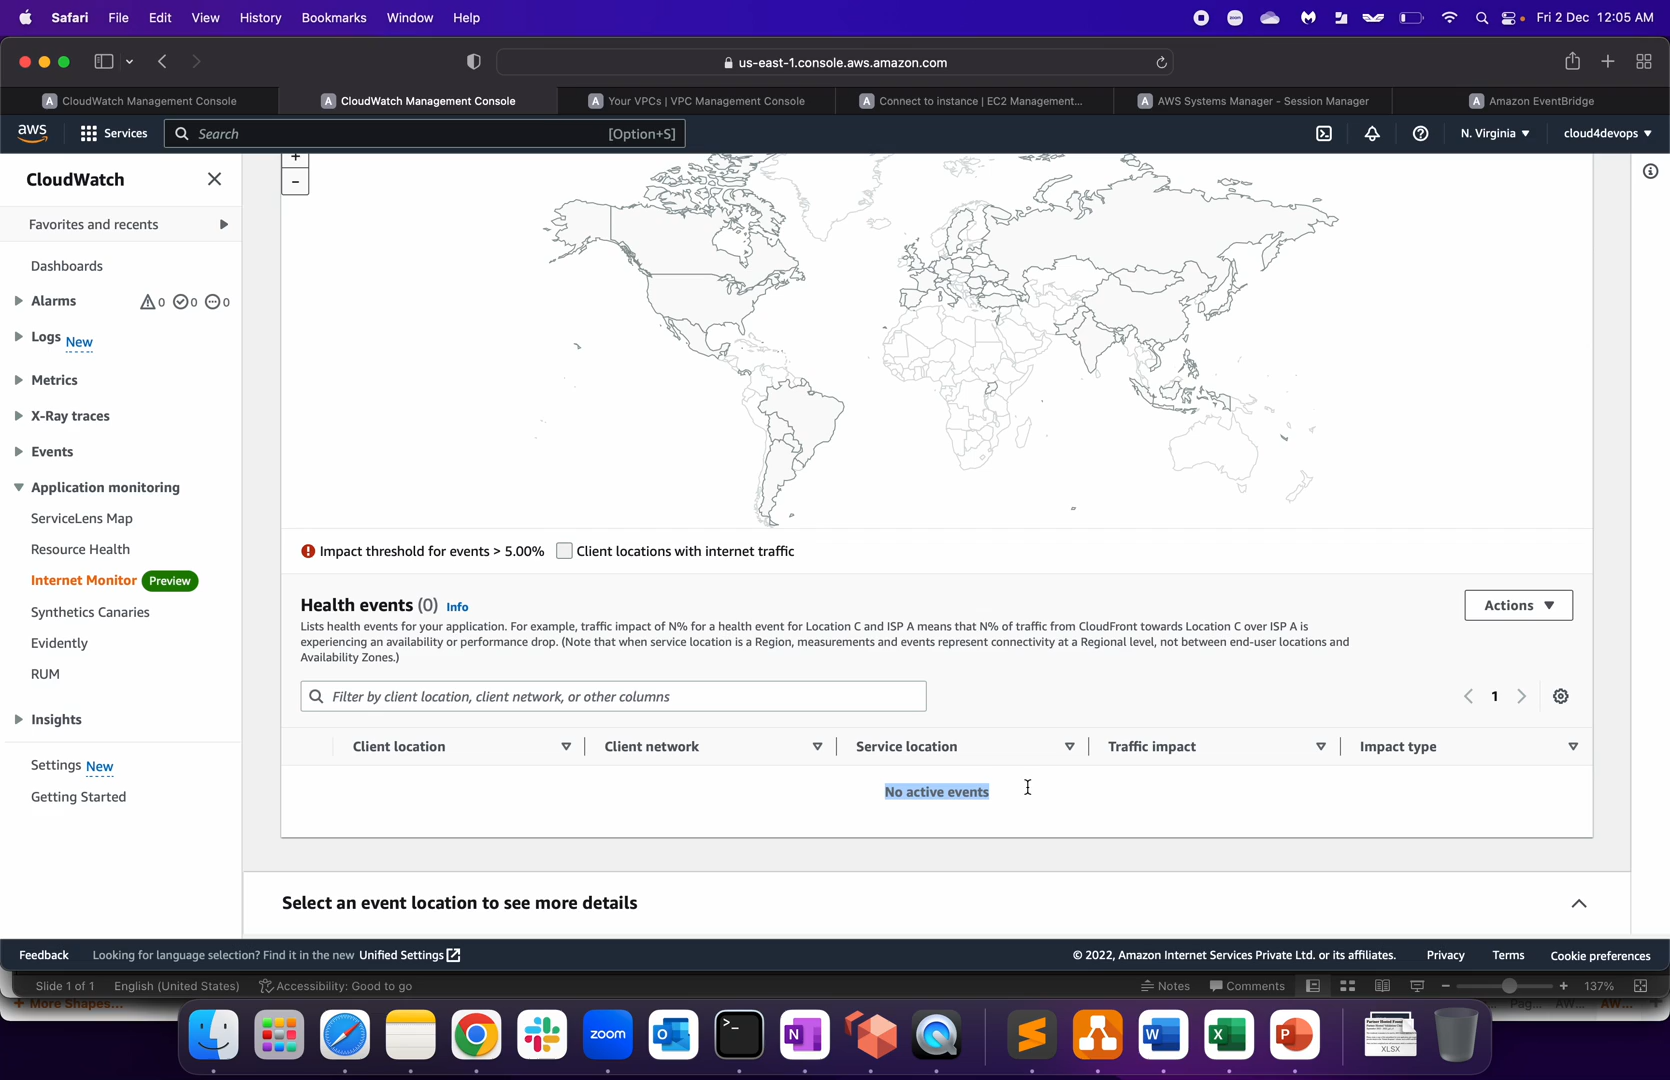 Safari File Edit View History Bookmarks Window Help
zoom
Fri 2 Dec 12:05 AM
us-east-1.console.aws.amazon.com
A CloudWatch Management Console
A CloudWatch Management Console
A Your VPCs | VPC Management Console
A Connect to instance | EC2 Management...
A AWS Systems Manager - Session Manager
A Amazon EventBridge
aws Services Search [Option+S] N. Virginia cloud4devops
CloudWatch
Favorites and recents
Dashboards
Alarms 0 0 0
Logs New
Metrics
X-Ray traces
Events
Application monitoring
ServiceLens Map
Resource Health
Internet Monitor Preview
Synthetics Canaries
Evidently
RUM
Insights
Settings New
Getting Started
+
-
Impact threshold for events > 5.00% Client locations with internet traffic
Health events (0) Info
Actions
Lists health events for your application. For example, traffic impact of N% for a health event for Location C and ISP A means that N% of traffic from CloudFront towards Location C over ISP A is
experiencing an availability or performance drop. (Note that when service location is a Region, measurements and events represent connectivity at a Regional level, not between end-user locations and
Availability Zones.)
Filter by client location, client network, or other columns
1
Client location Client network Service location Traffic impact Impact type
No active events
Select an event location to see more details
Feedback Looking for language selection? Find it in the new Unified Settings
© 2022, Amazon Internet Services Private Ltd. or its affiliates. Privacy Terms Cookie preferences
Slide 1 of 1 English (United States) Accessibility: Good to go Notes Comments 137%
+ More Shapes...
zoom
XLSX